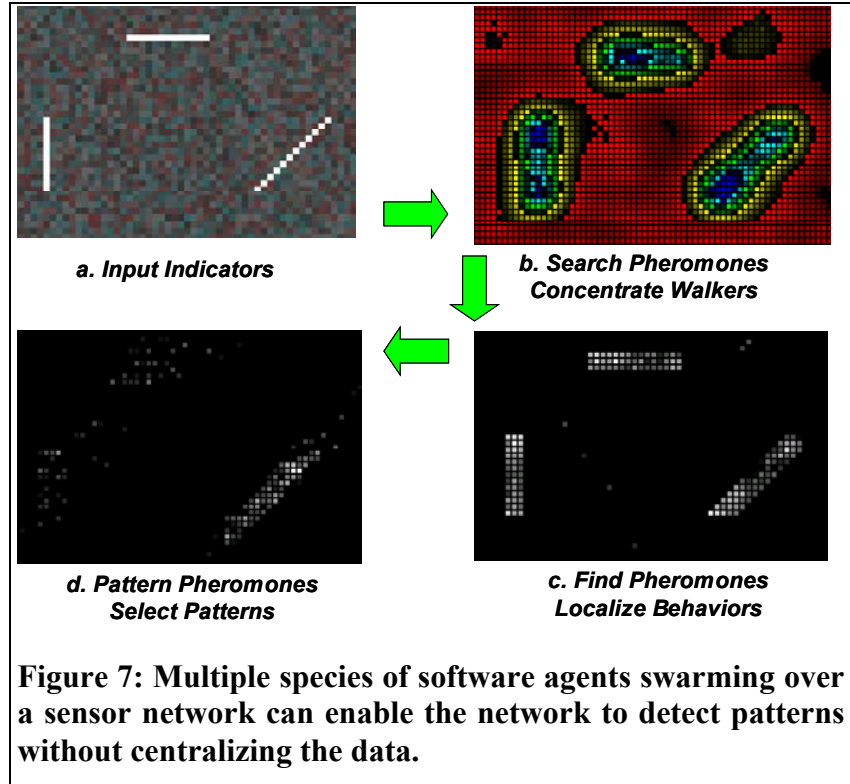 a. Input Indicators
b. Search Pheromones
Concentrate Walkers
d. Pattern Pheromones
Select Patterns
c. Find Pheromones
Localize Behaviors
Figure 7: Multiple species of software agents swarming over
a sensor network can enable the network to detect patterns
without centralizing the data.